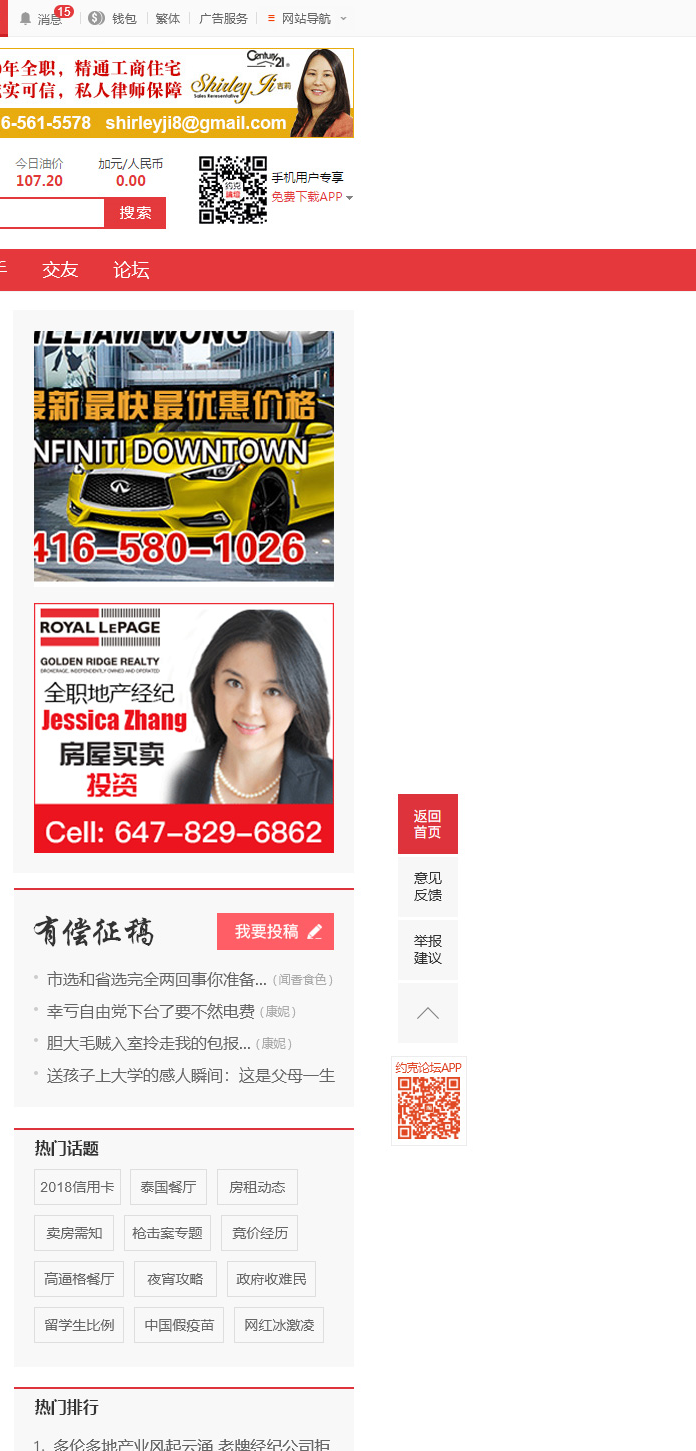 消息 15 钱包 繁体 广告服务 网站导航
年全职，精通工商住宅
实可信，私人律师保障
Century 21
Shirley Ji 吉莉
Sales Representative
6-561-5578 shirleyji8@gmail.com
今日油价 加元/人民币
107.20 0.00
手机用户专享
免费下载APP
搜索
约克
论坛
交友 论坛
ILLIAM WONG
最新最快最优惠价格
NFINITI DOWNTOWN
416-580-1026
ROYAL LEPAGE
GOLDEN RIDGE REALTY
BROKERAGE, INDEPENDENTLY OWNED AND OPERATED
全职地产经纪
Jessica Zhang
房屋买卖
投资
Cell: 647-829-6862
返回
首页
意见
反馈
举报
建议
约克论坛APP
有偿征稿 我要投稿
市选和省选完全两回事你准备... (闻香食色)
幸亏自由党下台了要不然电费 (康妮)
胆大毛贼入室拎走我的包报... (康妮)
送孩子上大学的感人瞬间：这是父母一生
热门话题
2018信用卡 泰国餐厅 房租动态
卖房需知 枪击案专题 竞价经历
高逼格餐厅 夜宵攻略 政府收难民
留学生比例 中国假疫苗 网红冰激凌
热门排行
1. 多伦多地产业风起云涌 老牌经纪公司拒